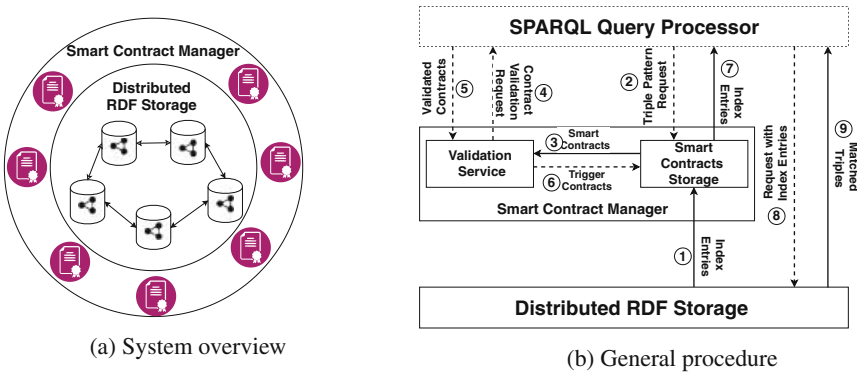 Smart Contract Manager
Distributed
RDF Storage
(a) System overview
SPARQL Query Processor
Validated
Contracts
⑤
Contract
Validation
Request
④
②
Triple Pattern
Request
⑦
Index
Entries
Validation
Service
③
Smart
Contracts
⑥
Trigger
Contracts
Smart
Contracts
Storage
Smart Contract Manager
①
Index
Entries
Request with
Index Entries
⑧
⑨
Matched
Triples
Distributed RDF Storage
(b) General procedure